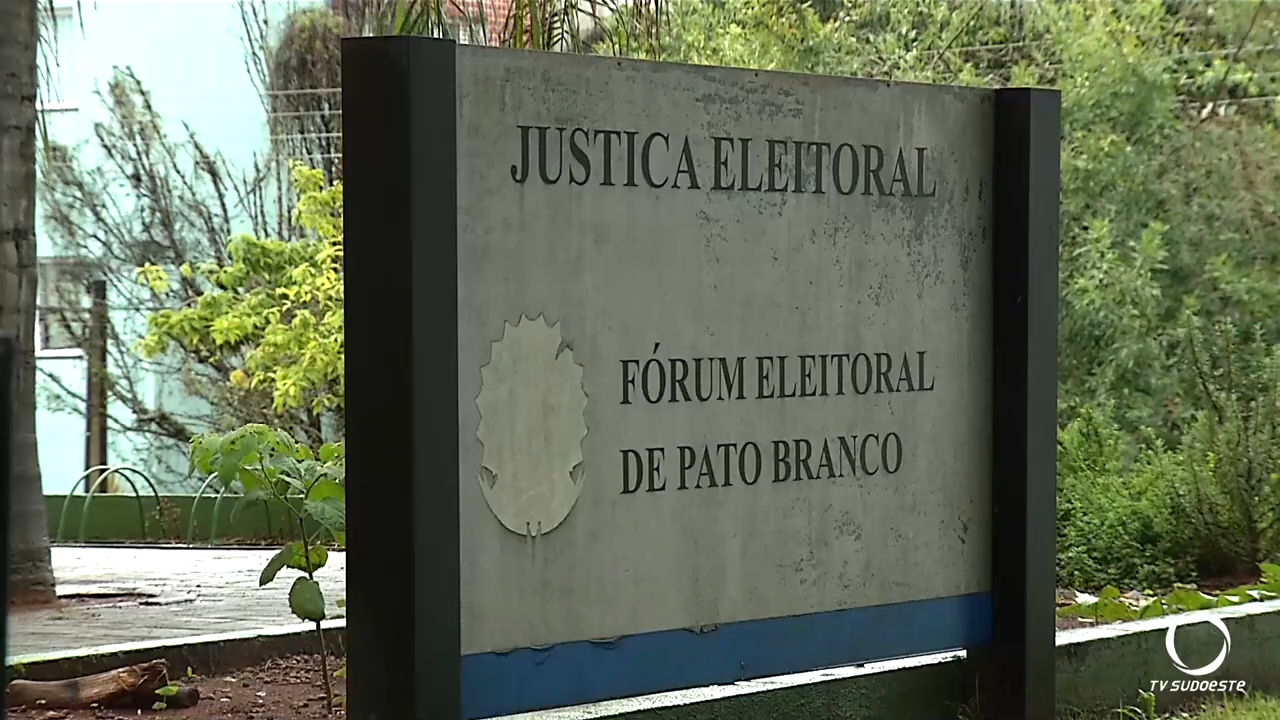 JUSTICA ELEITORAL
FÓRUM ELEITORAL
DE PATO BRANCO
TV SUDOESTE